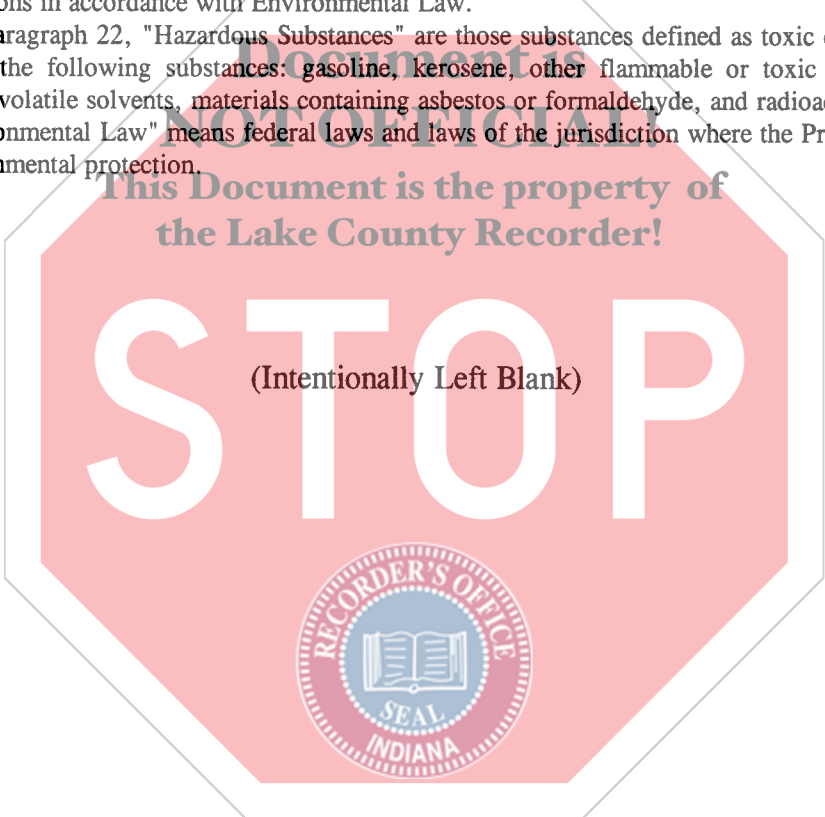 ons in accordance with Environmental Law.
aragraph 22, "Hazardous Substances" are those substances defined as toxic
the following substances: gasoline, kerosene, other flammable or toxic
volatile solvents, materials containing asbestos or formaldehyde, and radioa
onmental Law" means federal laws and laws of the jurisdiction where the Pr
nmental protection.
Document is
NOT OFFICIAL!
This Document is the property of
the Lake County Recorder!
STOP
(Intentionally Left Blank)
RECORDER'S OFFICE
SEAL
INDIANA